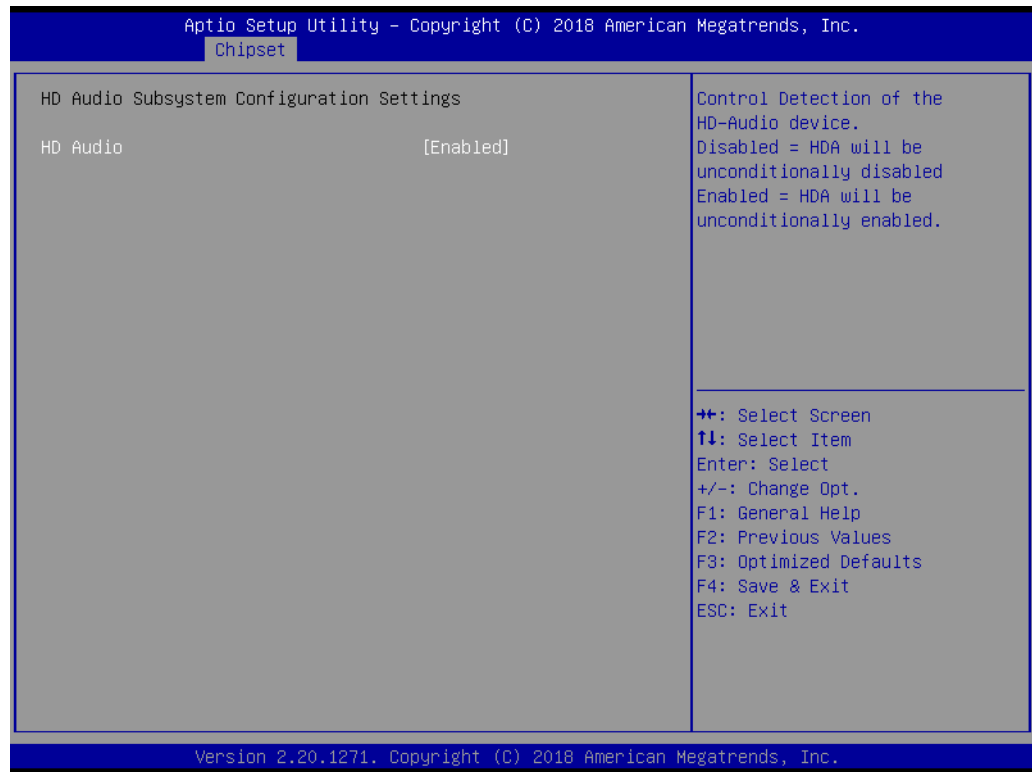 Aptio Setup Utility – Copyright (C) 2018 American Megatrends, Inc.
Chipset
HD Audio Subsystem Configuration Settings
HD Audio [Enabled]
Control Detection of the
HD-Audio device.
Disabled = HDA will be
unconditionally disabled
Enabled = HDA will be
unconditionally enabled.
→←: Select Screen
↑↓: Select Item
Enter: Select
+/-: Change Opt.
F1: General Help
F2: Previous Values
F3: Optimized Defaults
F4: Save & Exit
ESC: Exit
Version 2.20.1271. Copyright (C) 2018 American Megatrends, Inc.